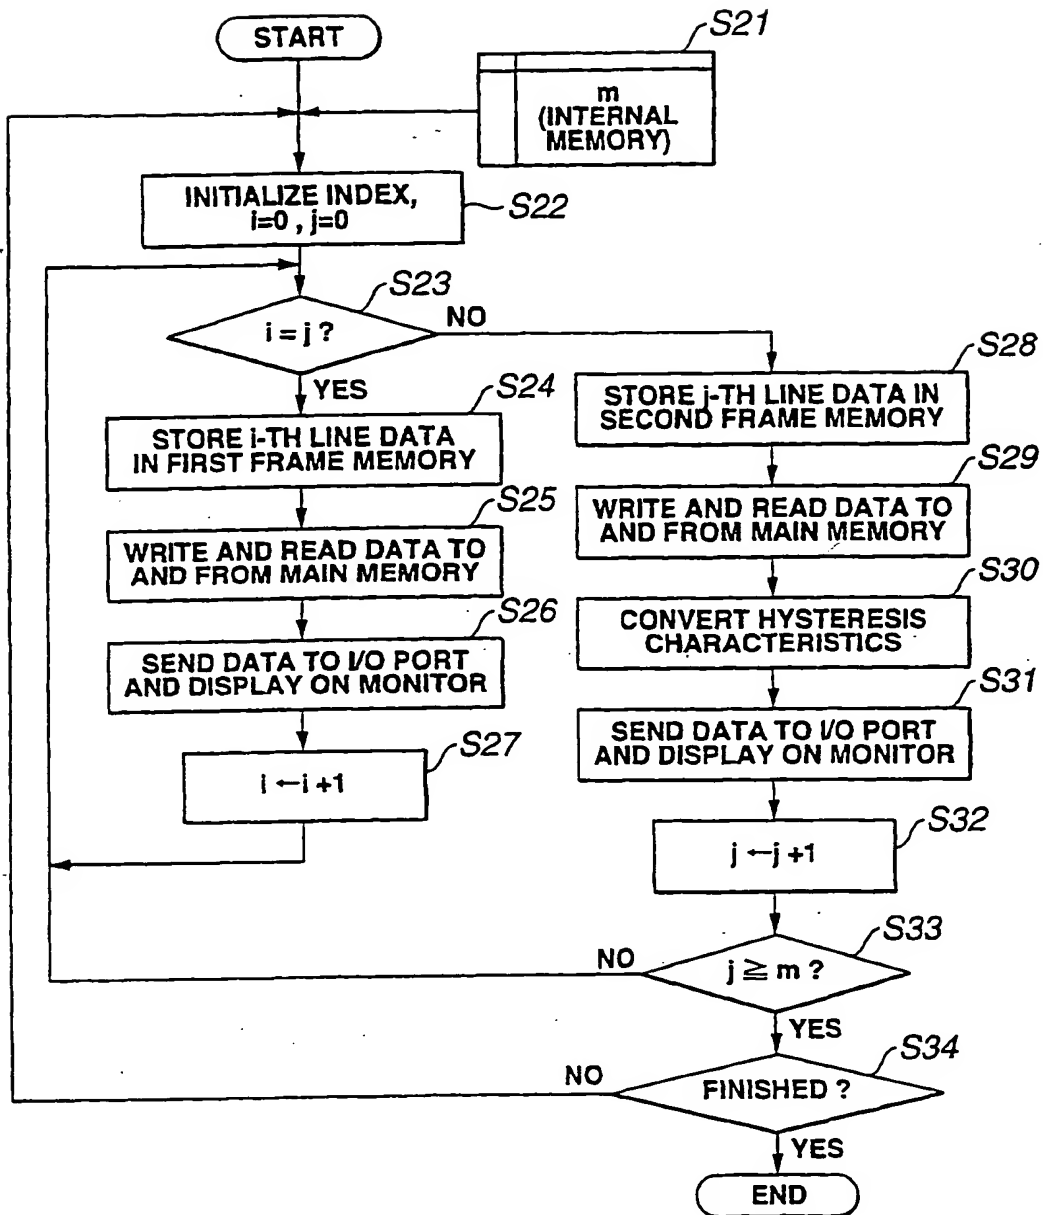 START
S21
m
(INTERNAL
MEMORY)
INITIALIZE INDEX,
i=0 , j=0
S22
S23
i = j ?
NO
YES
S24
STORE i-TH LINE DATA
IN FIRST FRAME MEMORY
S25
WRITE AND READ DATA TO
AND FROM MAIN MEMORY
S26
SEND DATA TO I/O PORT
AND DISPLAY ON MONITOR
S27
i ← i +1
S28
STORE j-TH LINE DATA IN
SECOND FRAME MEMORY
S29
WRITE AND READ DATA TO
AND FROM MAIN MEMORY
S30
CONVERT HYSTERESIS
CHARACTERISTICS
S31
SEND DATA TO I/O PORT
AND DISPLAY ON MONITOR
S32
j ← j +1
S33
NO
j ≧ m ?
YES
S34
NO
FINISHED ?
YES
END